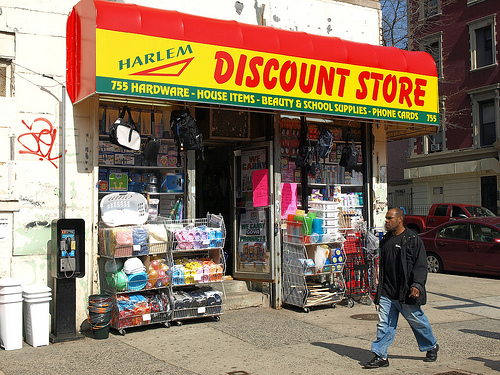 HARLEM
DISCOUNT STORE
755 HARDWARE - HOUSE ITEMS - BEAUTY & SCHOOL SUPPLIES - PHONE CARDS 755